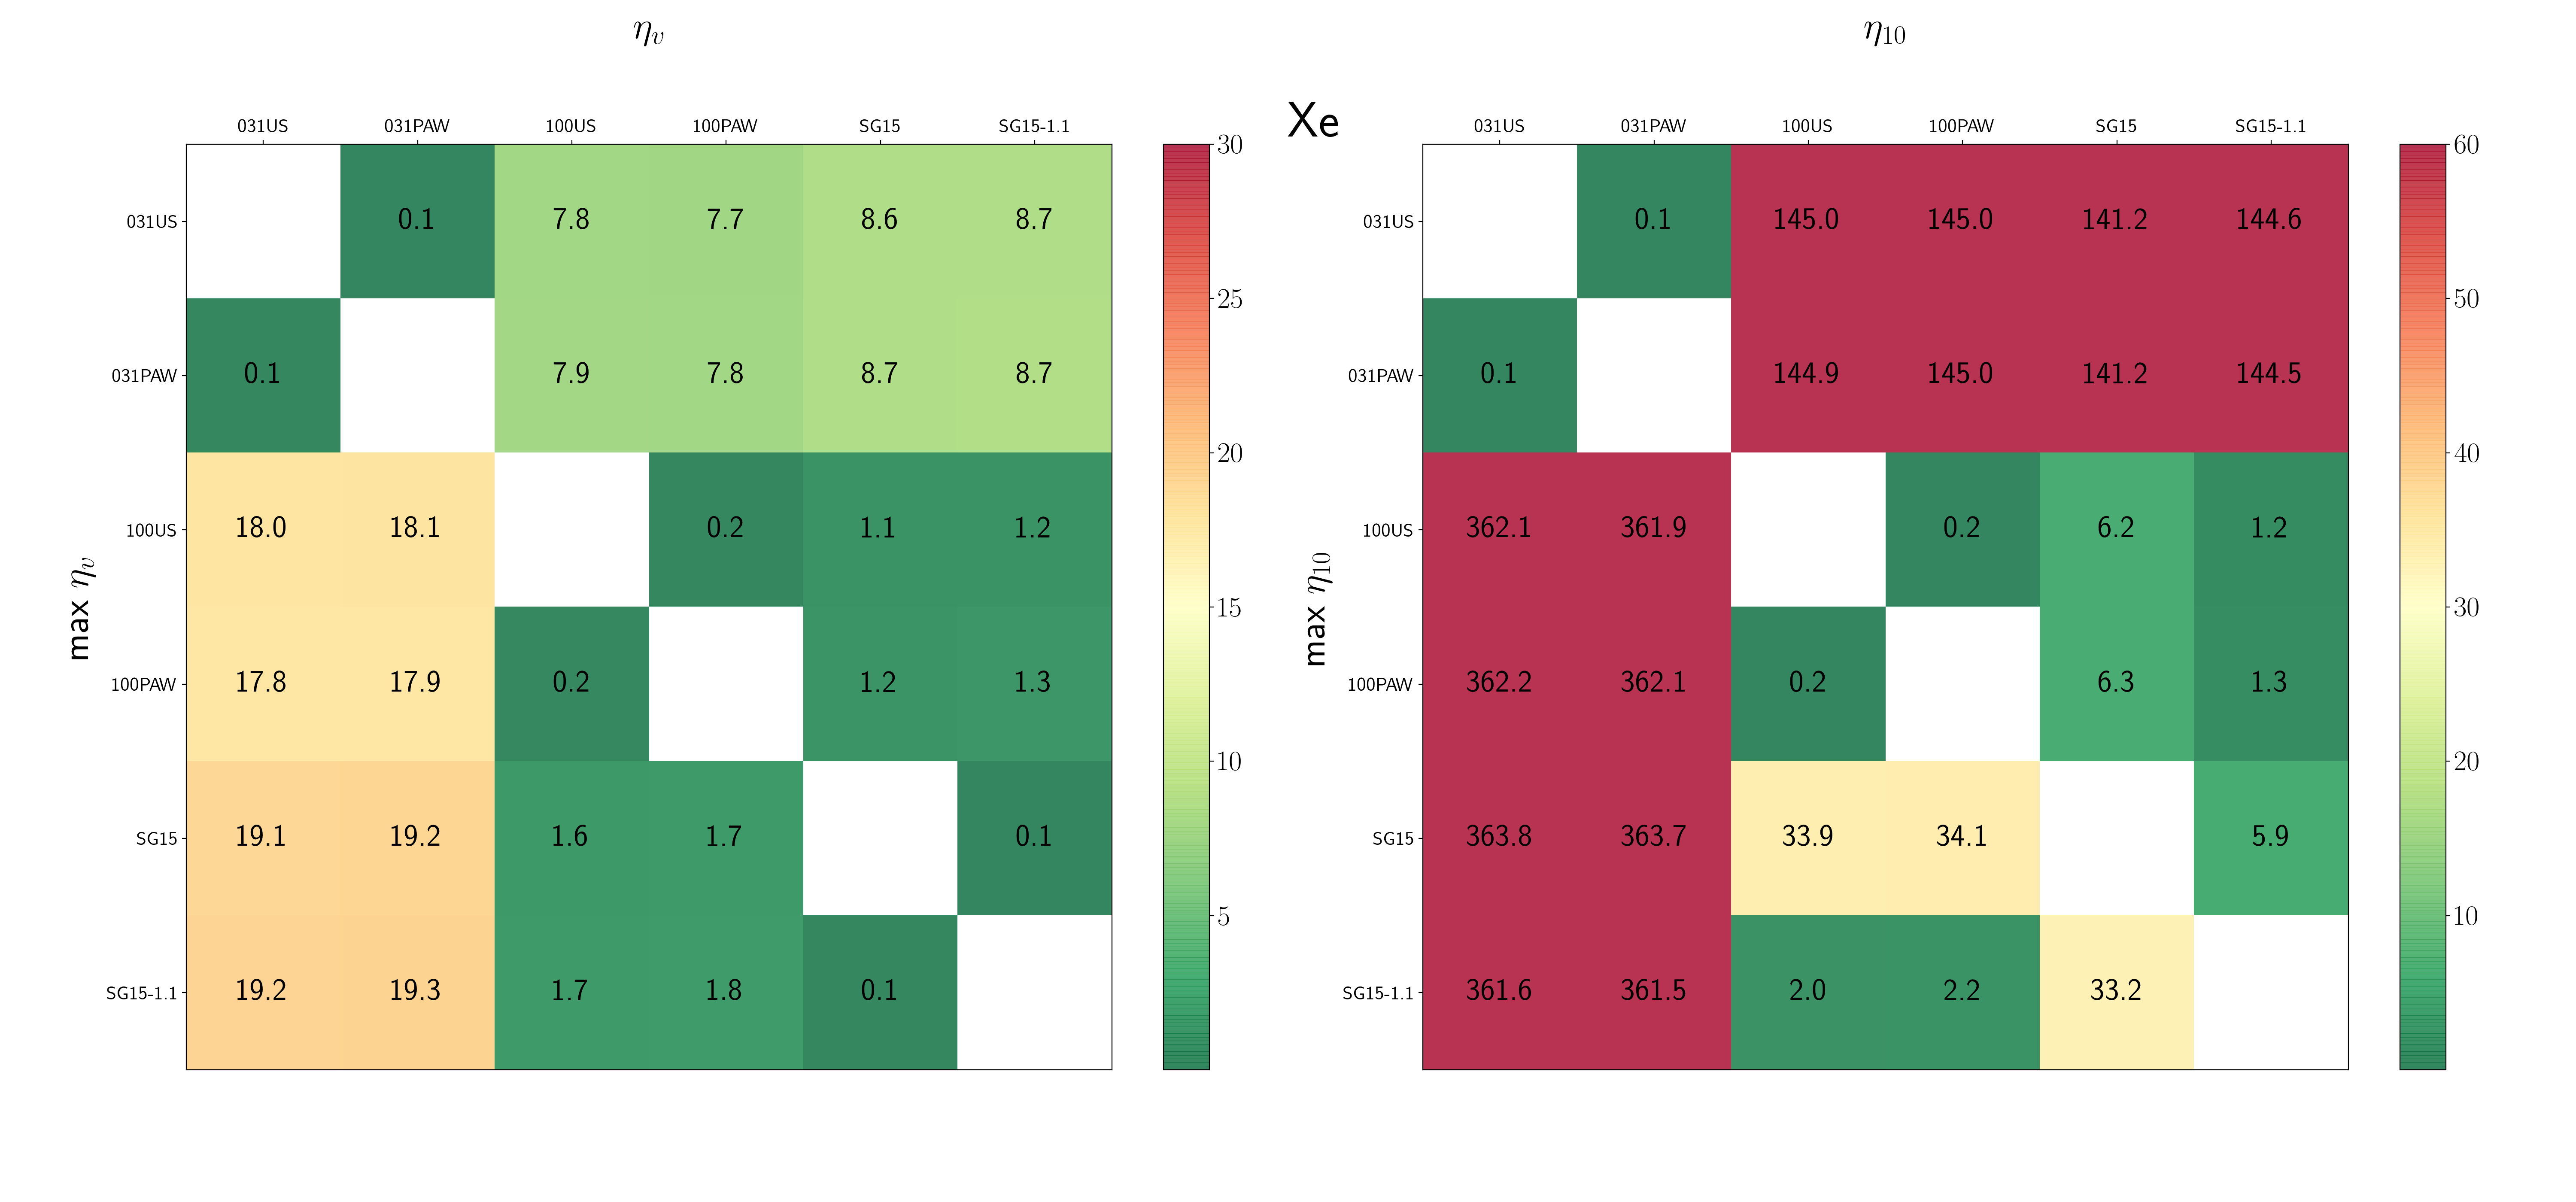 η_v
η_10
Xe
031US 031PAW 100US 100PAW SG15 SG15-1.1
031US 0.1 7.8 7.7 8.6 8.7
031PAW 0.1 7.9 7.8 8.7 8.7
100US 18.0 18.1 0.2 1.1 1.2
100PAW 17.8 17.9 0.2 1.2 1.3
SG15 19.1 19.2 1.6 1.7 0.1
SG15-1.1 19.2 19.3 1.7 1.8 0.1
max η_v
30
25
20
15
10
5
031US 031PAW 100US 100PAW SG15 SG15-1.1
031US 0.1 145.0 145.0 141.2 144.6
031PAW 0.1 144.9 145.0 141.2 144.5
100US 362.1 361.9 0.2 6.2 1.2
100PAW 362.2 362.1 0.2 6.3 1.3
SG15 363.8 363.7 33.9 34.1 5.9
SG15-1.1 361.6 361.5 2.0 2.2 33.2
max η_10
60
50
40
30
20
10